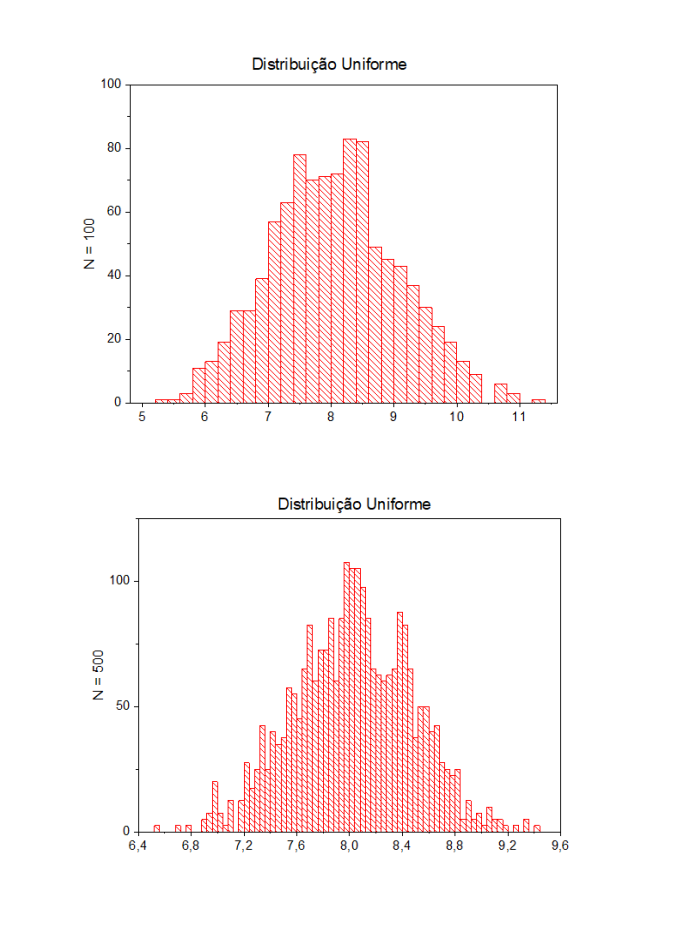 Distribuição Uniforme
100
80
60
40
20
0
N = 100
5 6 7 8 9 10 11
Distribuição Uniforme
100
50
0
N = 500
6,4 6,8 7,2 7,6 8,0 8,4 8,8 9,2 9,6